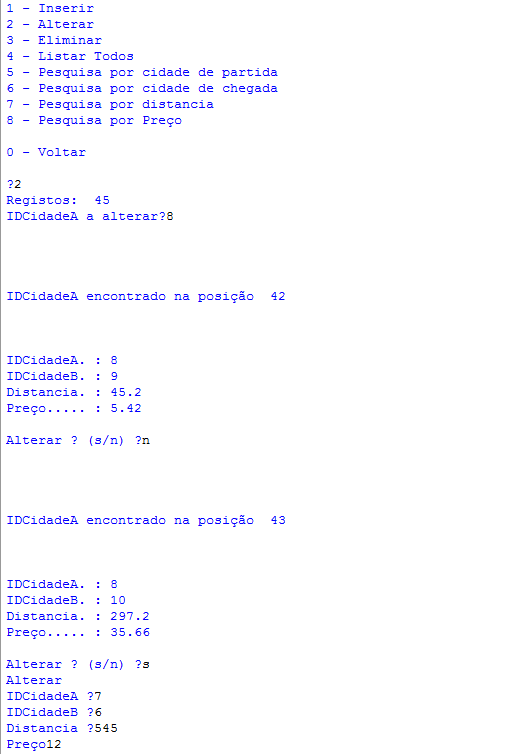 1 - Inserir
2 - Alterar
3 - Eliminar
4 - Listar Todos
5 - Pesquisa por cidade de partida
6 - Pesquisa por cidade de chegada
7 - Pesquisa por distancia
8 - Pesquisa por Preço
0 - Voltar
?2
Registos:  45
IDCidadeA a alterar?8
IDCidadeA encontrado na posição  42
IDCidadeA. : 8
IDCidadeB. : 9
Distancia. : 45.2
Preço..... : 5.42
Alterar ? (s/n) ?n
IDCidadeA encontrado na posição  43
IDCidadeA. : 8
IDCidadeB. : 10
Distancia. : 297.2
Preço..... : 35.66
Alterar ? (s/n) ?s
Alterar
IDCidadeA ?7
IDCidadeB ?6
Distancia ?545
Preço12